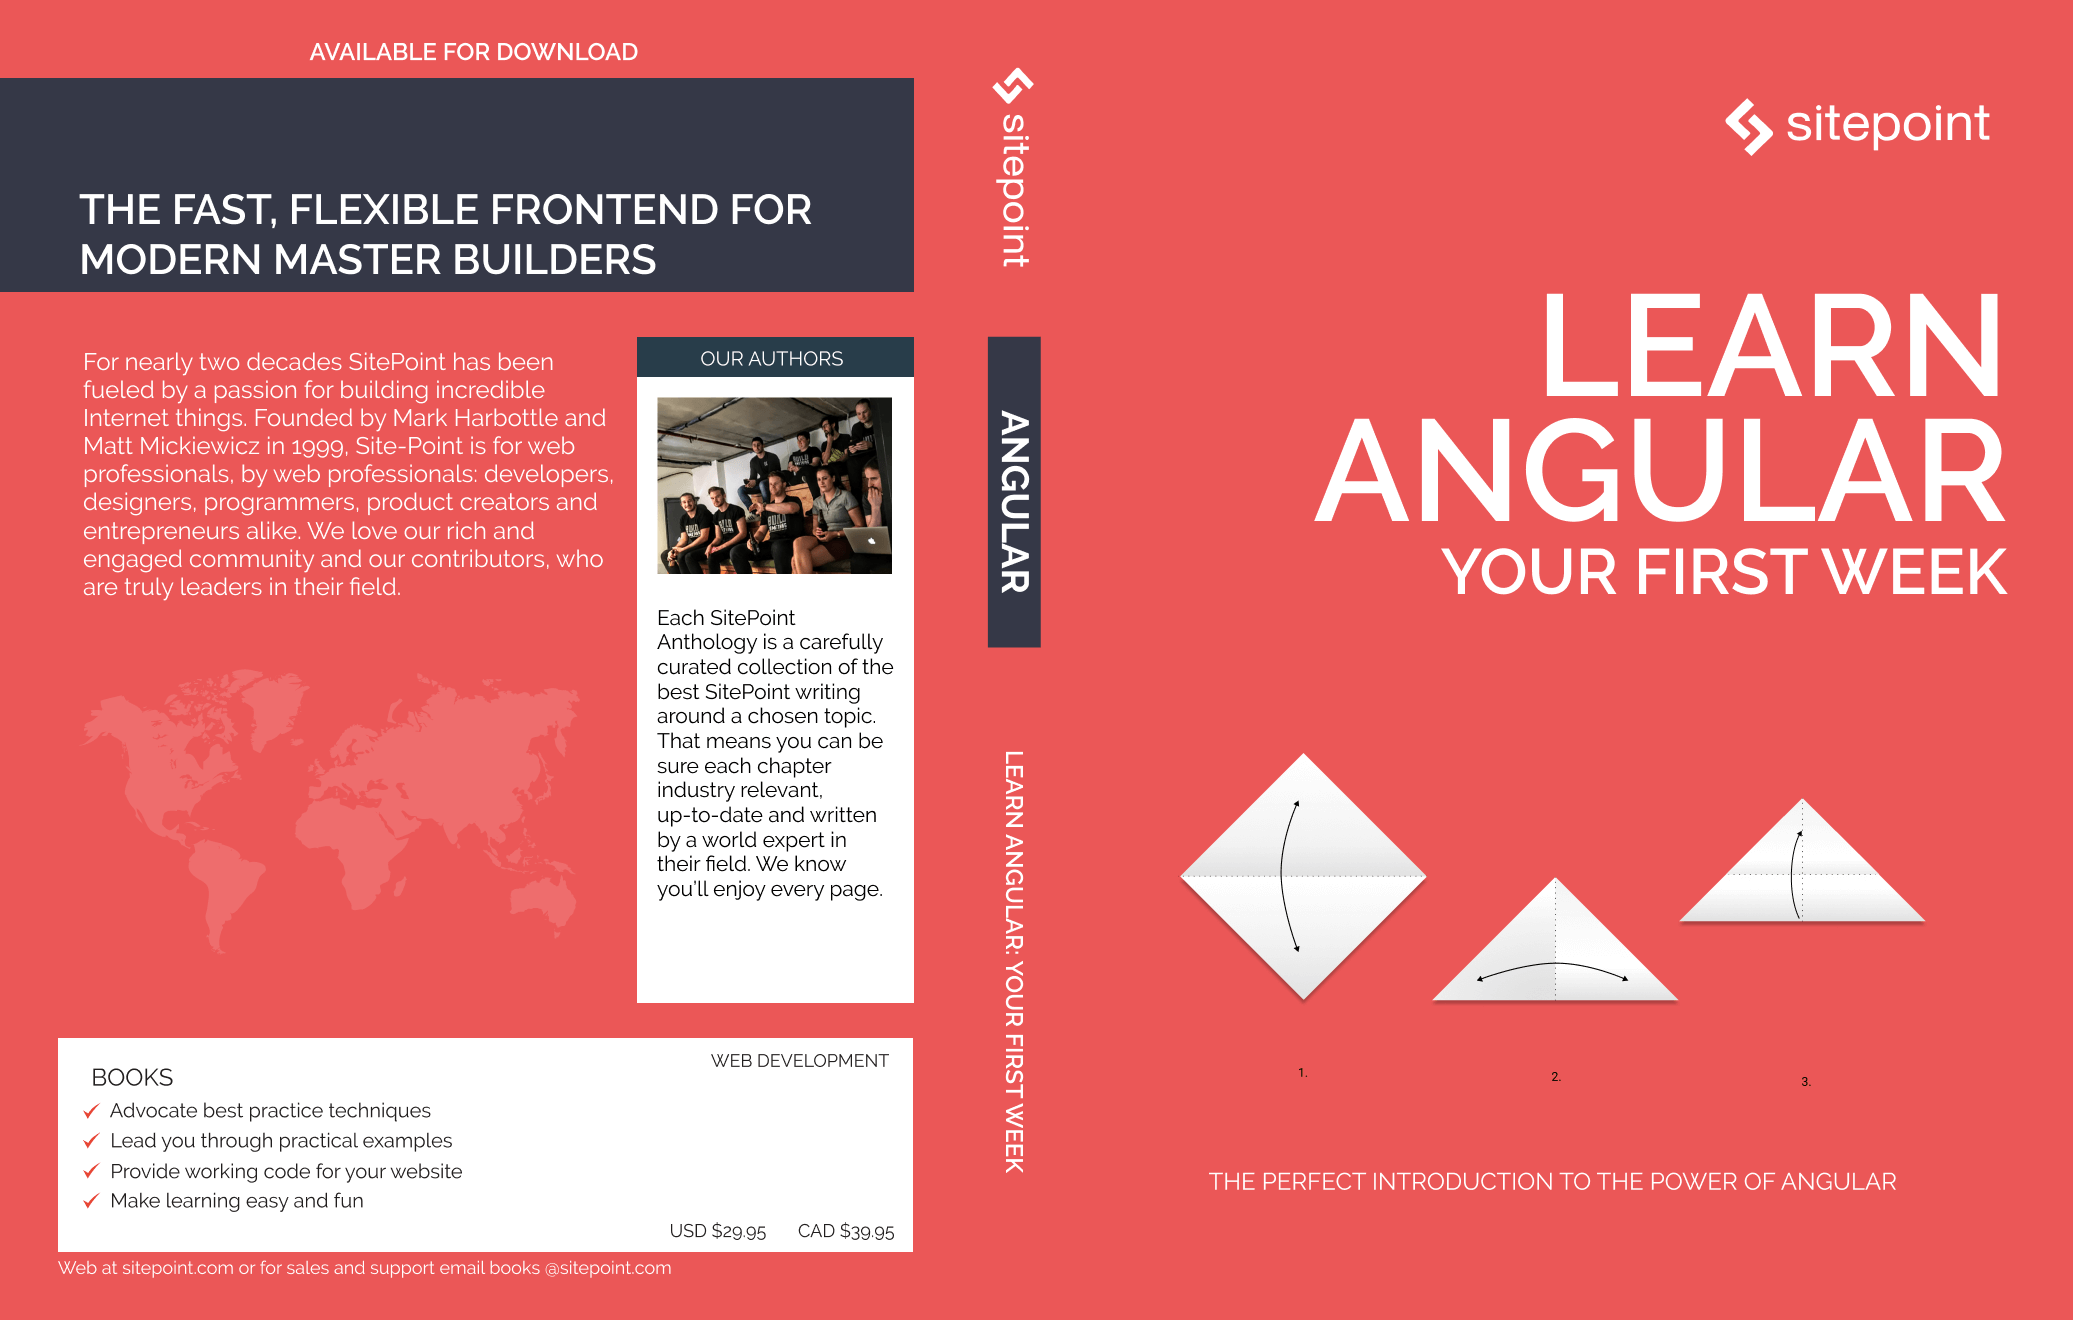 AVAILABLE FOR DOWNLOAD
THE FAST, FLEXIBLE FRONTEND FOR
MODERN MASTER BUILDERS
For nearly two decades SitePoint has been
fueled by a passion for building incredible
Internet things. Founded by Mark Harbottle and
Matt Mickiewicz in 1999, Site-Point is for web
professionals, by web professionals: developers,
designers, programmers, product creators and
entrepreneurs alike. We love our rich and
engaged community and our contributors, who
are truly leaders in their field.
OUR AUTHORS
Each SitePoint
Anthology is a carefully
curated collection of the
best SitePoint writing
around a chosen topic.
That means you can be
sure each chapter
industry relevant,
up-to-date and written
by a world expert in
their field. We know
you'll enjoy every page.
WEB DEVELOPMENT
BOOKS
Advocate best practice techniques
Lead you through practical examples
Provide working code for your website
Make learning easy and fun
USD $29.95 CAD $39.95
Web at sitepoint.com or for sales and support email books @sitepoint.com
sitepoint
ANGULAR
LEARN ANGULAR: YOUR FIRST WEEK
sitepoint
LEARN
ANGULAR
YOUR FIRST WEEK
1.
2.
3.
THE PERFECT INTRODUCTION TO THE POWER OF ANGULAR